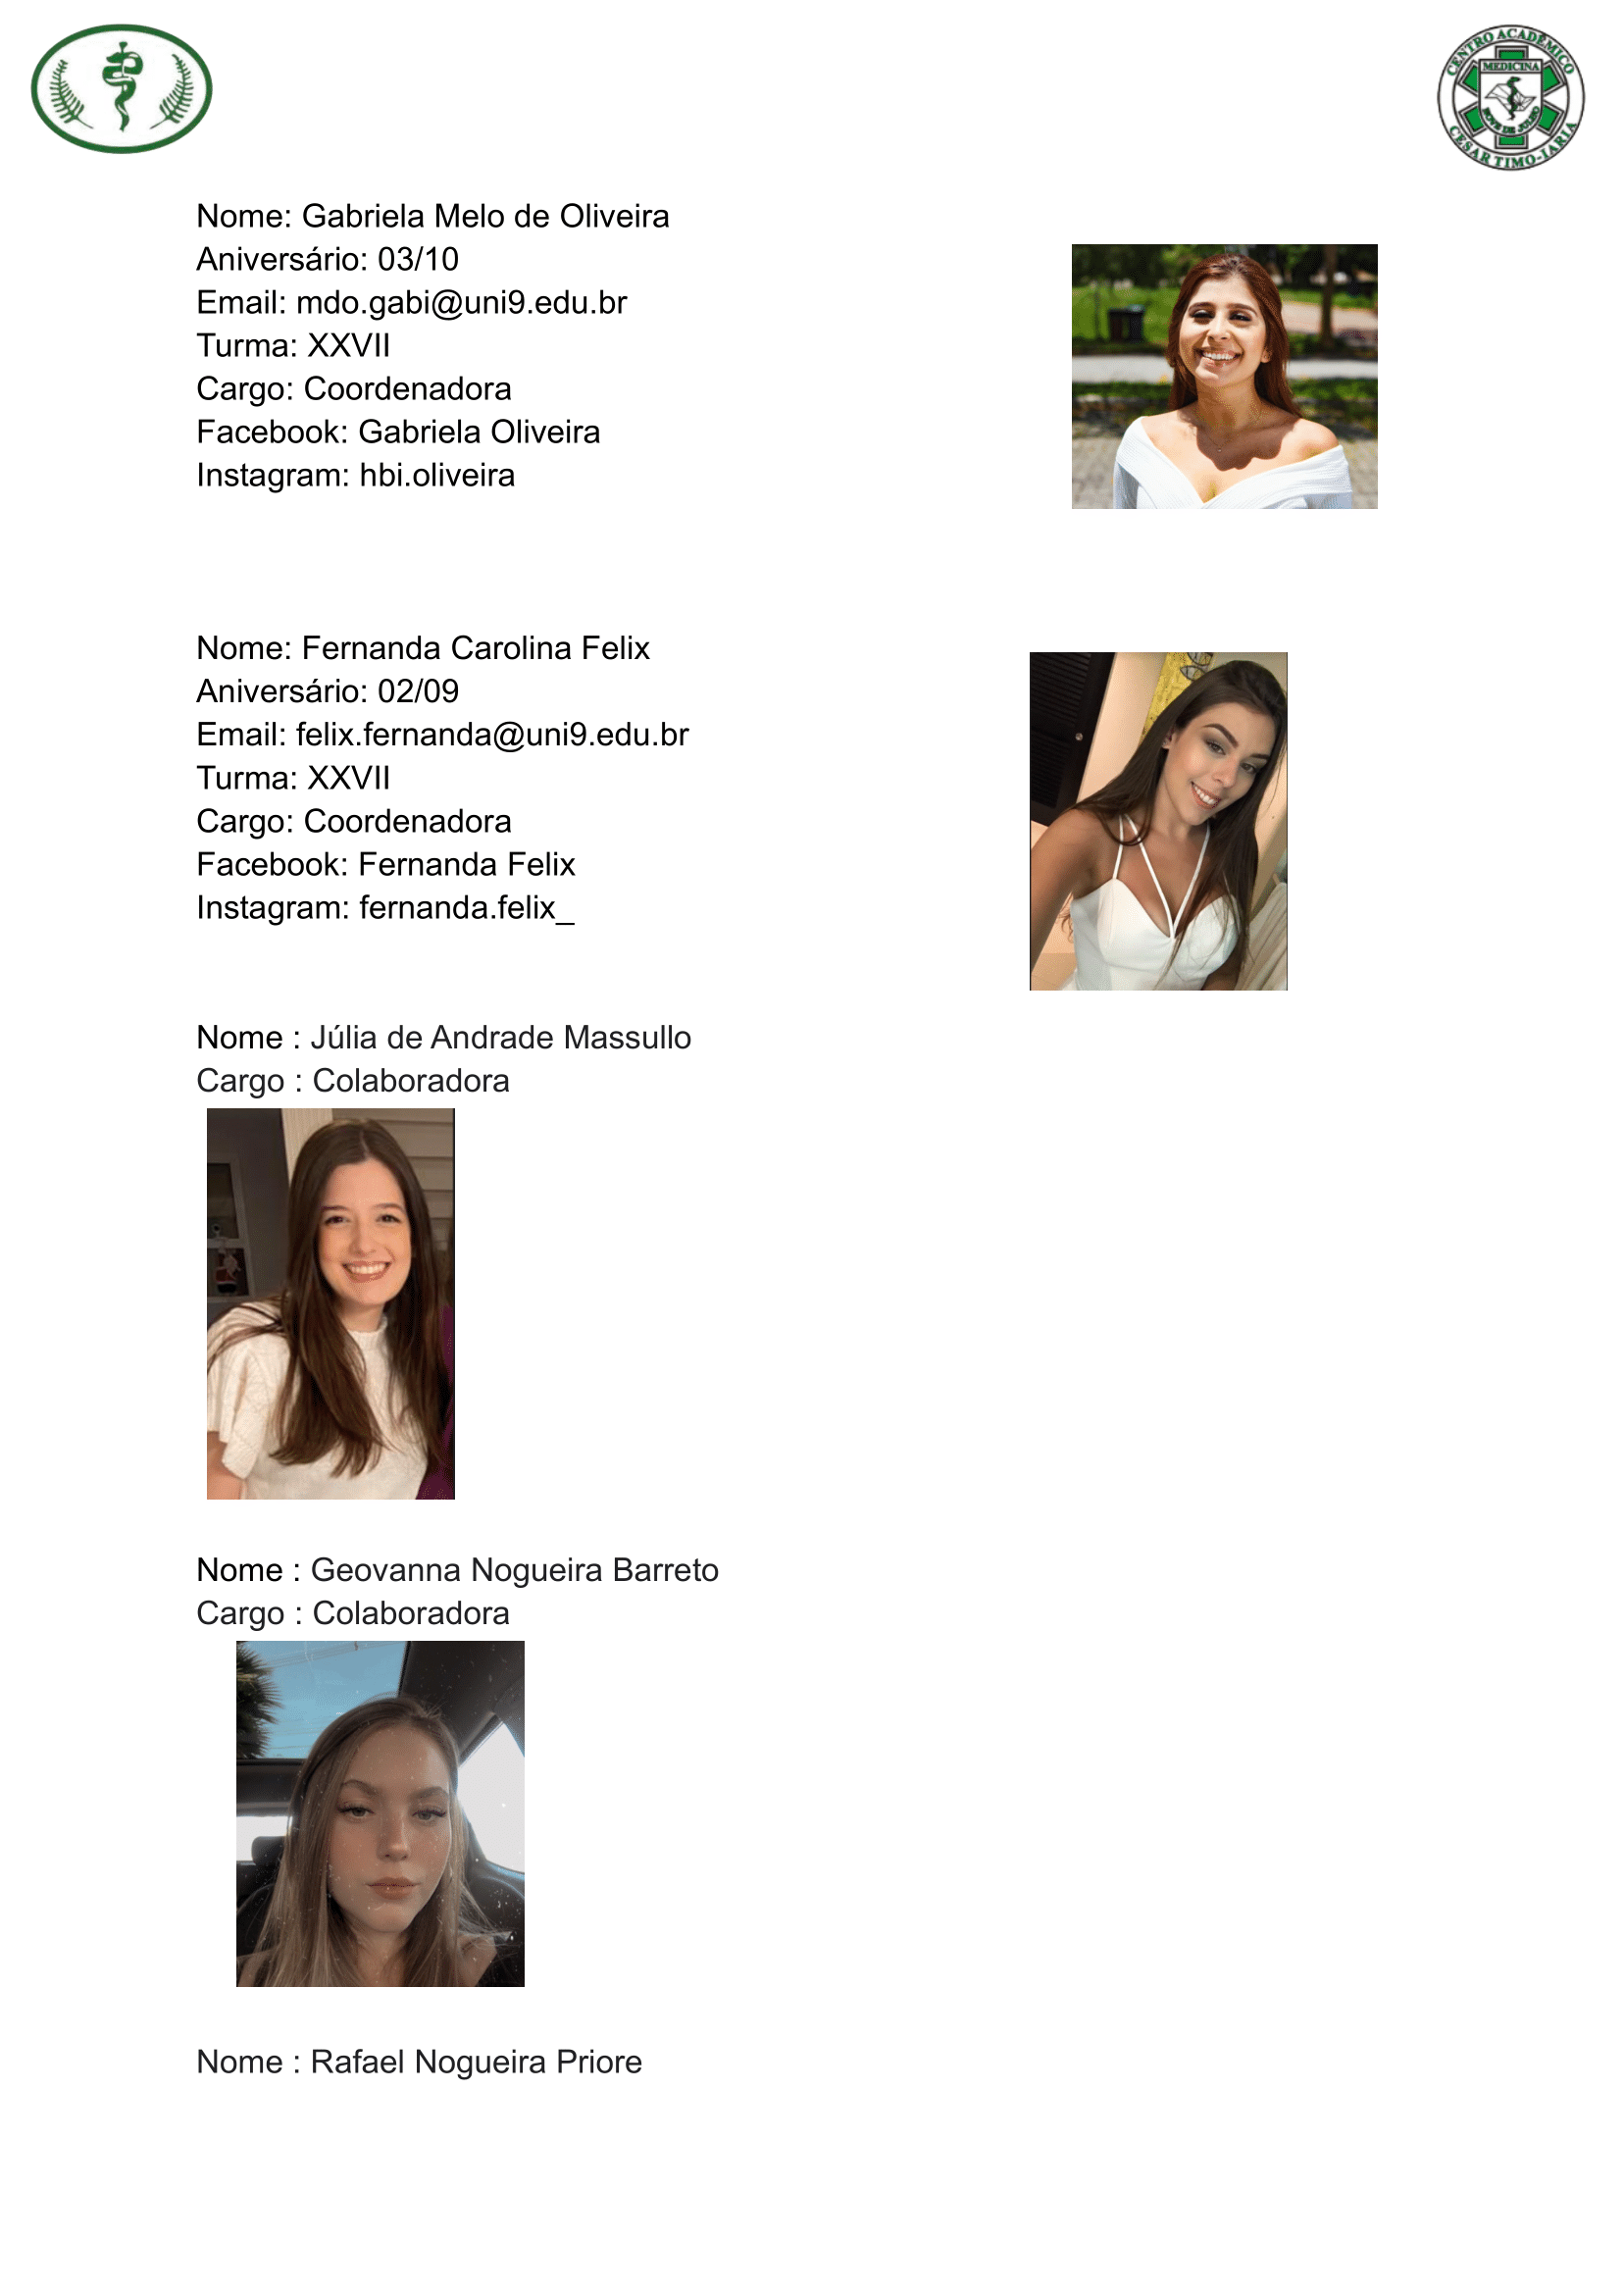 CENTRO ACADÊMICO
MEDICINA
NOVE DE JULHO
CESAR TIMO-IARIA
Nome: Gabriela Melo de Oliveira
Aniversário: 03/10
Email: mdo.gabi@uni9.edu.br
Turma: XXVII
Cargo: Coordenadora
Facebook: Gabriela Oliveira
Instagram: hbi.oliveira
Nome: Fernanda Carolina Felix
Aniversário: 02/09
Email: felix.fernanda@uni9.edu.br
Turma: XXVII
Cargo: Coordenadora
Facebook: Fernanda Felix
Instagram: fernanda.felix_
Nome : Júlia de Andrade Massullo
Cargo : Colaboradora
Nome : Geovanna Nogueira Barreto
Cargo : Colaboradora
Nome : Rafael Nogueira Priore